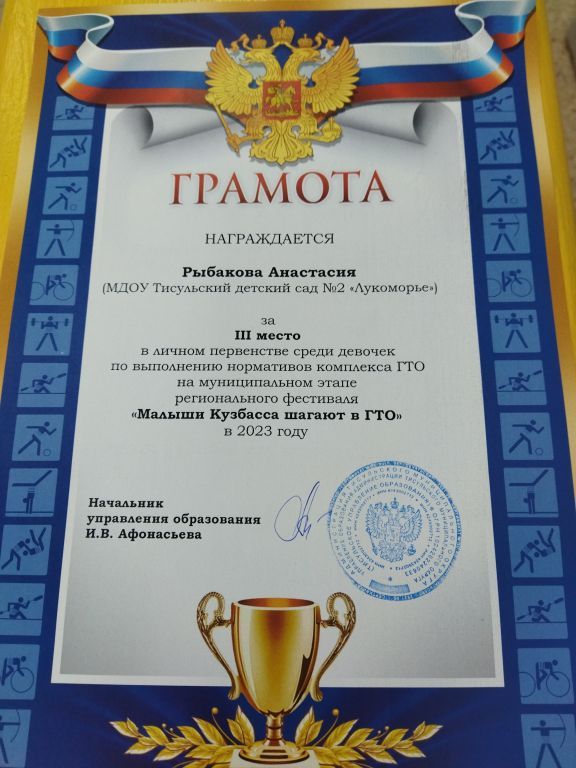 ГРАМОТА
НАГРАЖДАЕТСЯ
Рыбакова Анастасия
(МДОУ Тисульский детский сад №2 «Лукоморье»)
за
III место
в личном первенстве среди девочек
по выполнению нормативов комплекса ГТО
на муниципальном этапе
регионального фестиваля
«Малыши Кузбасса шагают в ГТО»
в 2023 году
Начальник
управления образования
И.В. Афонасьева